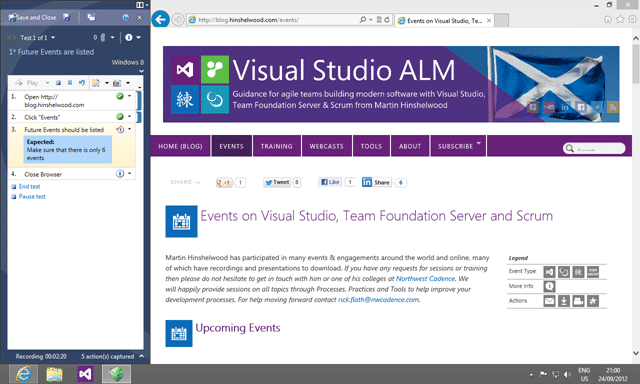 Save and Close
Test 1 of 1
0
1* Future Events are listed
Windows 8
Play
1. Open http://
blog.hinshelwood.com
2. Click "Events"
3. Future Events should be listed
Expected:
Make sure that there is only 6
events
4. Close Browser
End test
Pause test
Recording 00:02:20
5 action(s) captured
http://blog.hinshelwood.com/events/
Events on Visual Studio, Te...
Visual Studio ALM
Guidance for agile teams building modern software with Visual Studio,
Team Foundation Server & Scrum from Martin Hinshelwood
練
HOME (BLOG)
EVENTS
TRAINING
WEBCASTS
TOOLS
ABOUT
SUBSCRIBE
SHARE
+1
1
Tweet
8
Like
1
Share
6
Events on Visual Studio, Team Foundation Server and Scrum
Martin Hinshelwood has participated in many events & engagements around the world and online, many
of which have recordings and presentations to download. If you have any requests for sessions or training
then please do not hesitate to get in touch with him or one of his colleges at Northwest Cadence. We
will happily provide sessions on all topics through Processes, Practices and Tools to help improve your
development processes. For help moving forward contact rick.flath@nwcadence.com.
Legend
Event Type
練
More Info
Actions
Upcoming Events
ENG
US
21:00
24/09/2012